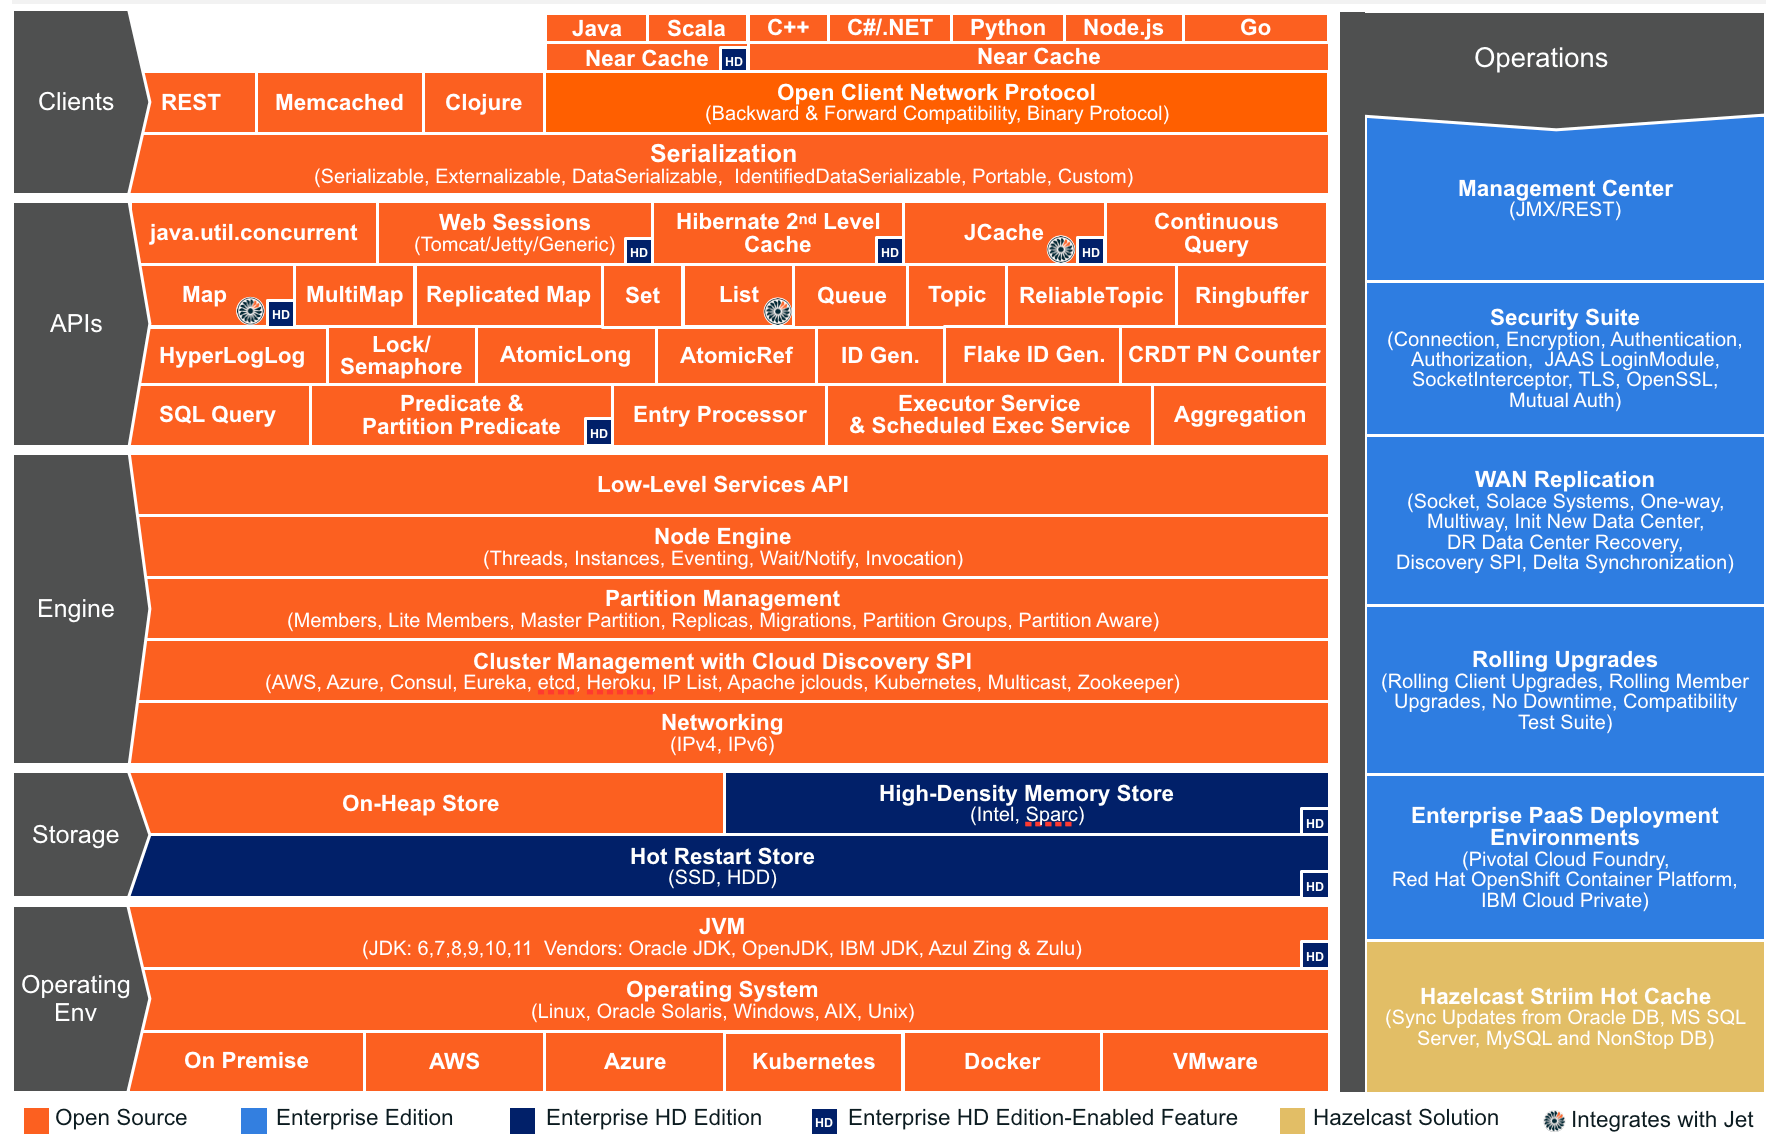 Clients
Java
Scala
C++
C#/.NET
Python
Node.js
Go
Near Cache
HD
Near Cache
REST
Memcached
Clojure
Open Client Network Protocol
(Backward & Forward Compatibility, Binary Protocol)
Serialization
(Serializable, Externalizable, DataSerializable,  IdentifiedDataSerializable, Portable, Custom)
APIs
java.util.concurrent
Web Sessions
(Tomcat/Jetty/Generic)
HD
Hibernate 2nd Level
Cache
HD
JCache
HD
Continuous
Query
Map
HD
MultiMap
Replicated Map
Set
List
Queue
Topic
ReliableTopic
Ringbuffer
HyperLogLog
Lock/
Semaphore
AtomicLong
AtomicRef
ID Gen.
Flake ID Gen.
CRDT PN Counter
SQL Query
Predicate &
Partition Predicate
HD
Entry Processor
Executor Service
& Scheduled Exec Service
Aggregation
Engine
Low-Level Services API
Node Engine
(Threads, Instances, Eventing, Wait/Notify, Invocation)
Partition Management
(Members, Lite Members, Master Partition, Replicas, Migrations, Partition Groups, Partition Aware)
Cluster Management with Cloud Discovery SPI
(AWS, Azure, Consul, Eureka, etcd, Heroku, IP List, Apache jclouds, Kubernetes, Multicast, Zookeeper)
Networking
(IPv4, IPv6)
Storage
On-Heap Store
High-Density Memory Store
(Intel, Sparc)
HD
Hot Restart Store
(SSD, HDD)
HD
Operating
Env
JVM
(JDK: 6,7,8,9,10,11  Vendors: Oracle JDK, OpenJDK, IBM JDK, Azul Zing & Zulu)
HD
Operating System
(Linux, Oracle Solaris, Windows, AIX, Unix)
On Premise
AWS
Azure
Kubernetes
Docker
VMware
Operations
Management Center
(JMX/REST)
Security Suite
(Connection, Encryption, Authentication,
Authorization,  JAAS LoginModule,
SocketInterceptor, TLS, OpenSSL,
Mutual Auth)
WAN Replication
(Socket, Solace Systems, One-way,
Multiway, Init New Data Center,
DR Data Center Recovery,
Discovery SPI, Delta Synchronization)
Rolling Upgrades
(Rolling Client Upgrades, Rolling Member
Upgrades, No Downtime, Compatibility
Test Suite)
Enterprise PaaS Deployment
Environments
(Pivotal Cloud Foundry,
Red Hat OpenShift Container Platform,
IBM Cloud Private)
Hazelcast Striim Hot Cache
(Sync Updates from Oracle DB, MS SQL
Server, MySQL and NonStop DB)
Open Source
Enterprise Edition
Enterprise HD Edition
HD
Enterprise HD Edition-Enabled Feature
Hazelcast Solution
Integrates with Jet